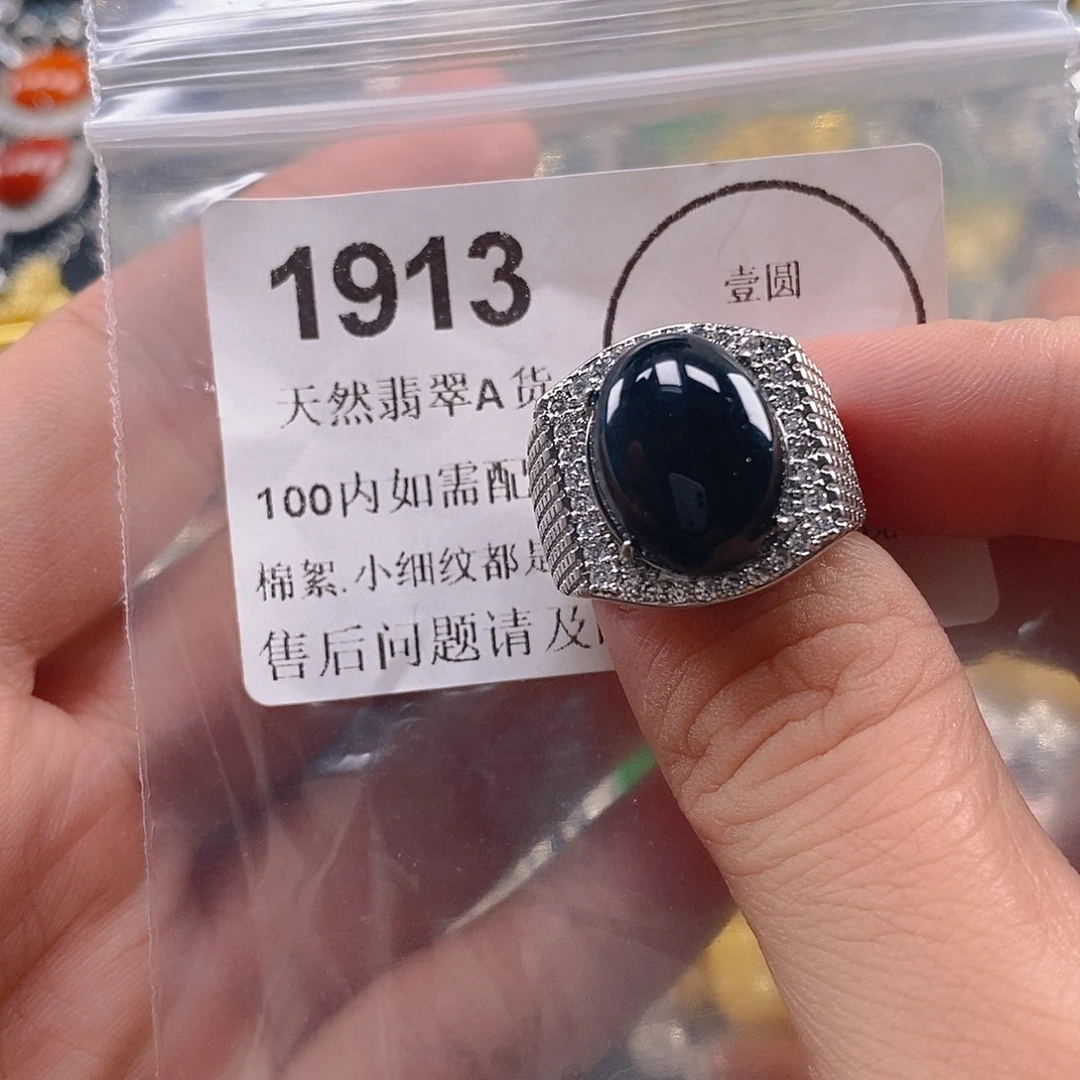 1913
壹圆
天然翡翠A货
100内如需配
棉絮.小细纹都是
售后问题请及